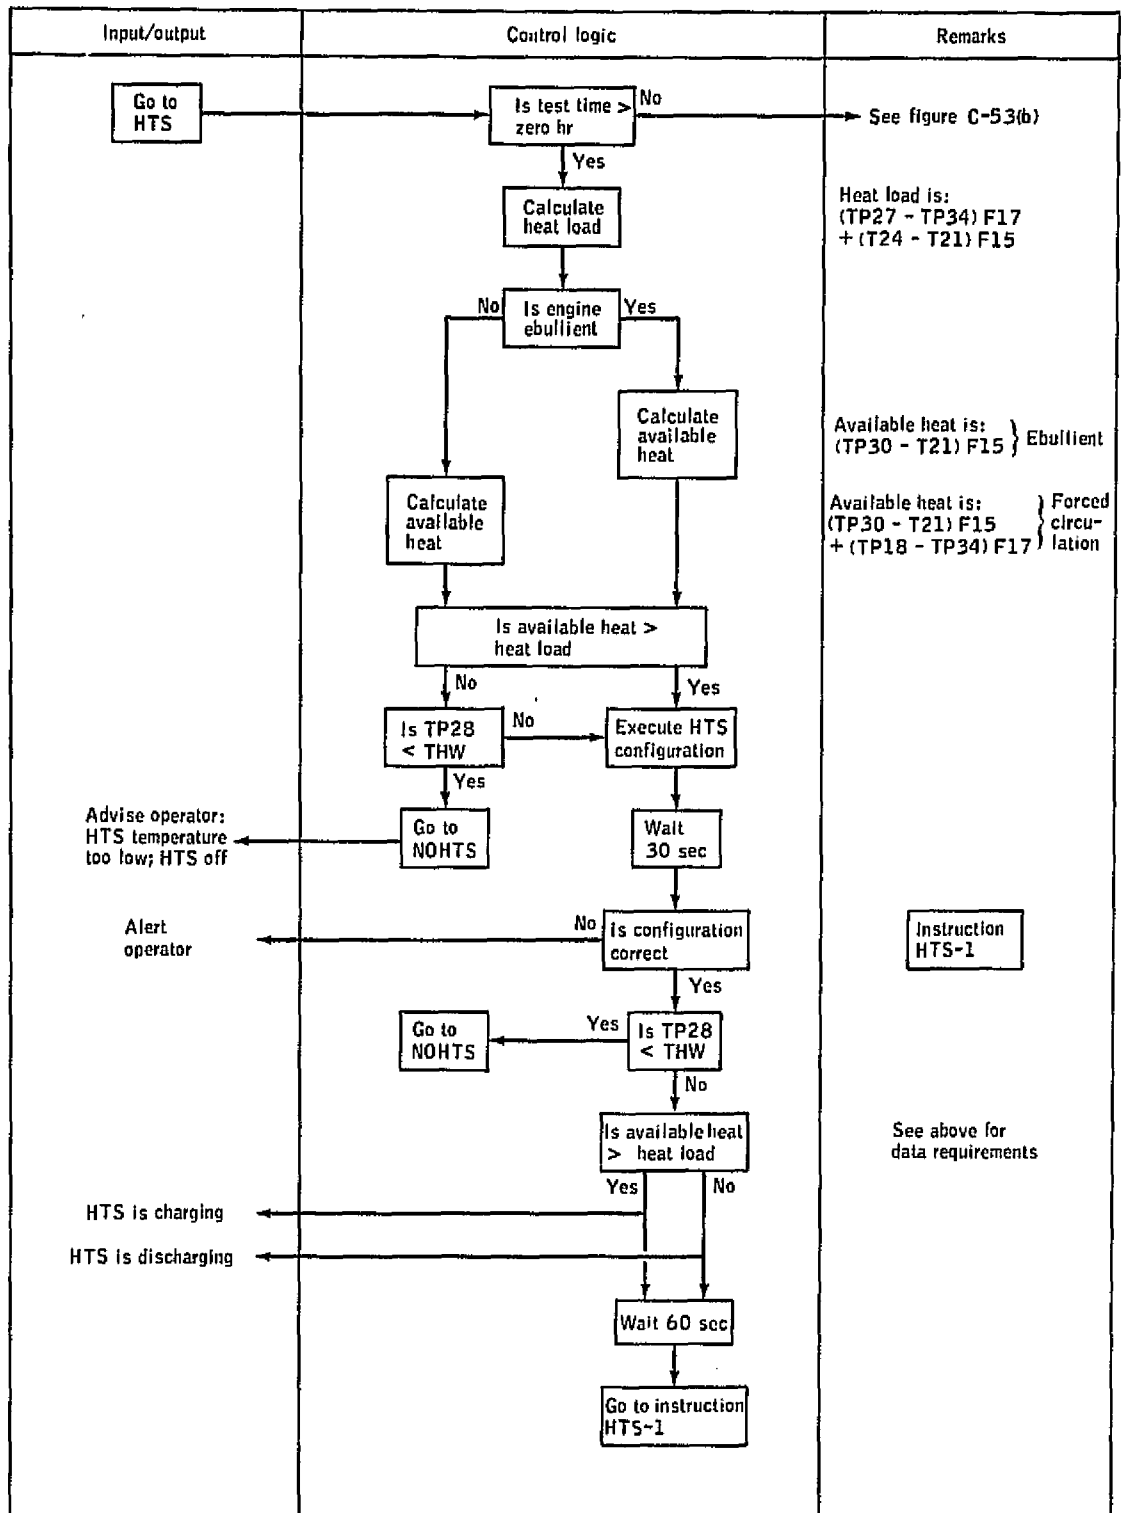 Input/output
Control logic
Remarks
Go to
HTS
Is test time >
zero hr
No
See figure C-53(b)
Yes
Calculate
heat load
Heat load is:
(TP27 - TP34) F17
+ (T24 - T21) F15
No
Is engine
ebullient
Yes
Calculate
available
heat
Available heat is:
(TP30 - T21) F15
} Ebullient
Calculate
available
heat
Available heat is:
(TP30 - T21) F15
+ (TP18 - TP34) F17
} Forced
circu-
lation
Is available heat >
heat load
No
Yes
Is TP28
< THW
No
Execute HTS
configuration
Yes
Advise operator:
HTS temperature
too low; HTS off
Go to
NOHTS
Wait
30 sec
Alert
operator
No
is configuration
correct
Instruction
HTS-1
Yes
Go to
NOHTS
Yes
Is TP28
< THW
No
Is available heat
> heat load
See above for
data requirements
Yes
No
HTS is charging
HTS is discharging
Wait 60 sec
Go to instruction
HTS-1